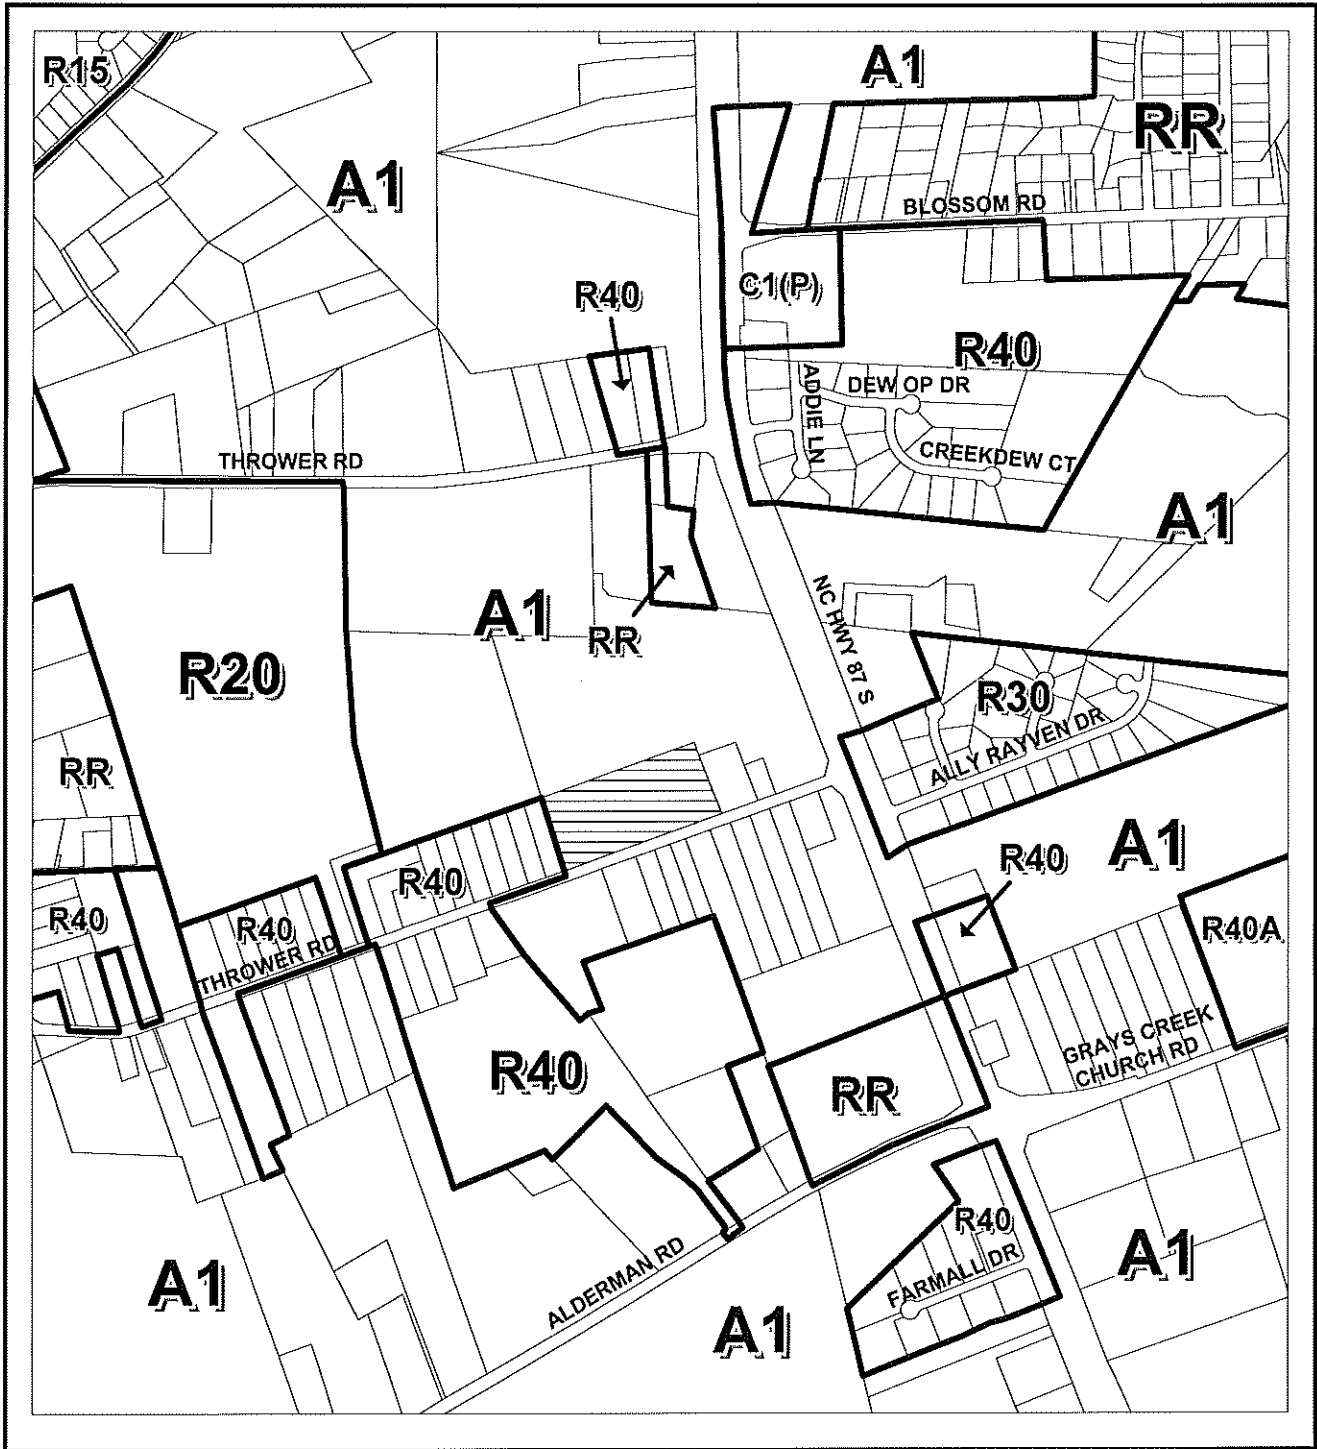 R15
A1
A1
RR
BLOSSOM RD
R40
C1(P)
R40
ADDIE LN
DEW OP DR
CREEKDEW CT
THROWER RD
A1
A1
RR
NC HWY 87 S
R20
R30
ALLY RAYVEN DR
RR
A1
R40
R40
R40
R40
THROWER RD
R40A
GRAYS CREEK
CHURCH RD
R40
RR
R40
FARMALL DR
A1
A1
ALDERMAN RD
A1